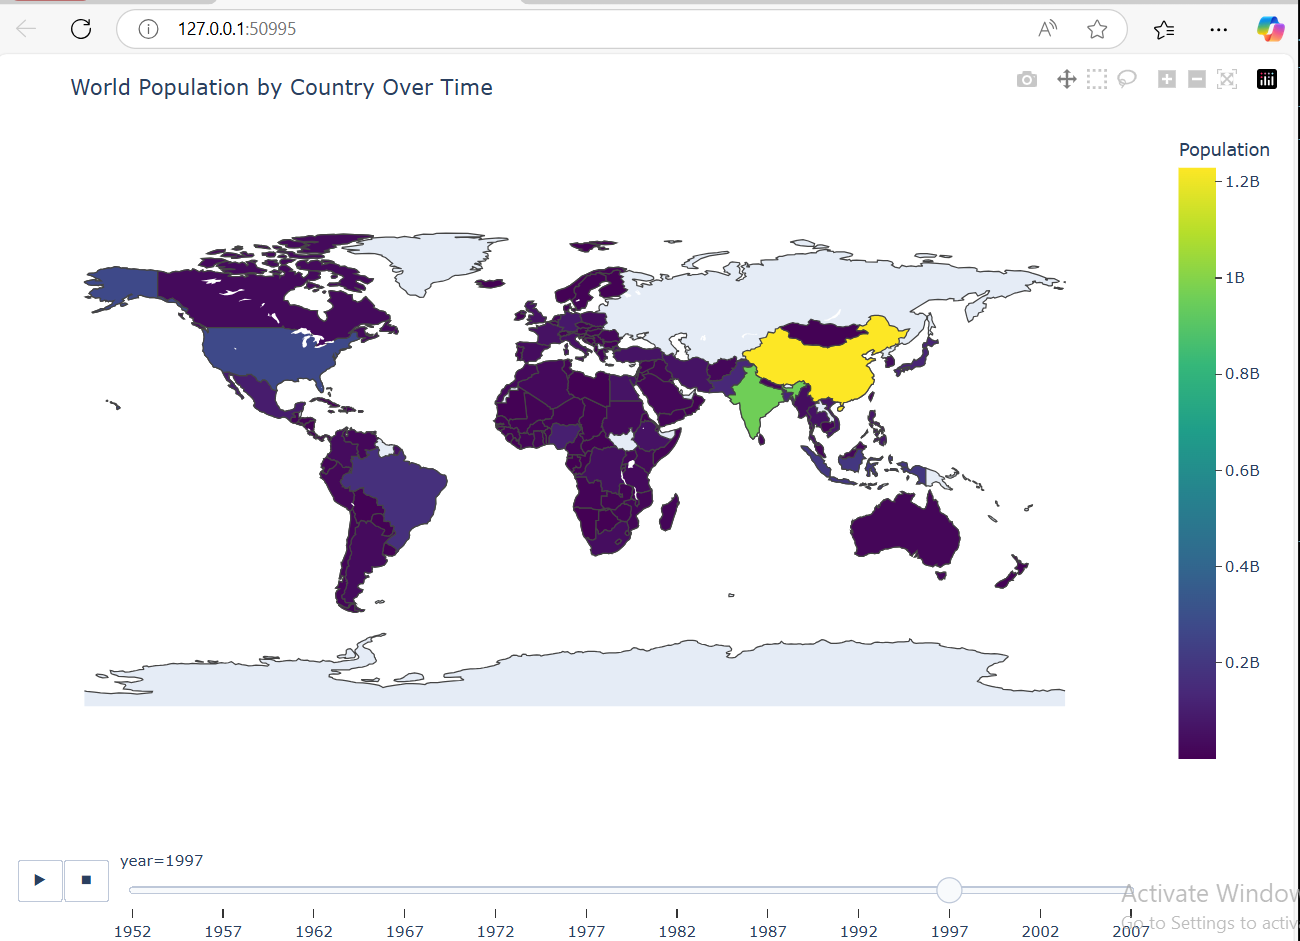 127.0.0.1:50995
World Population by Country Over Time
Population
1.2B
1B
0.8B
0.6B
0.4B
0.2B
year=1997
Activate Window
Go to Settings to activ
1952 1957 1962 1967 1972 1977 1982 1987 1992 1997 2002 2007